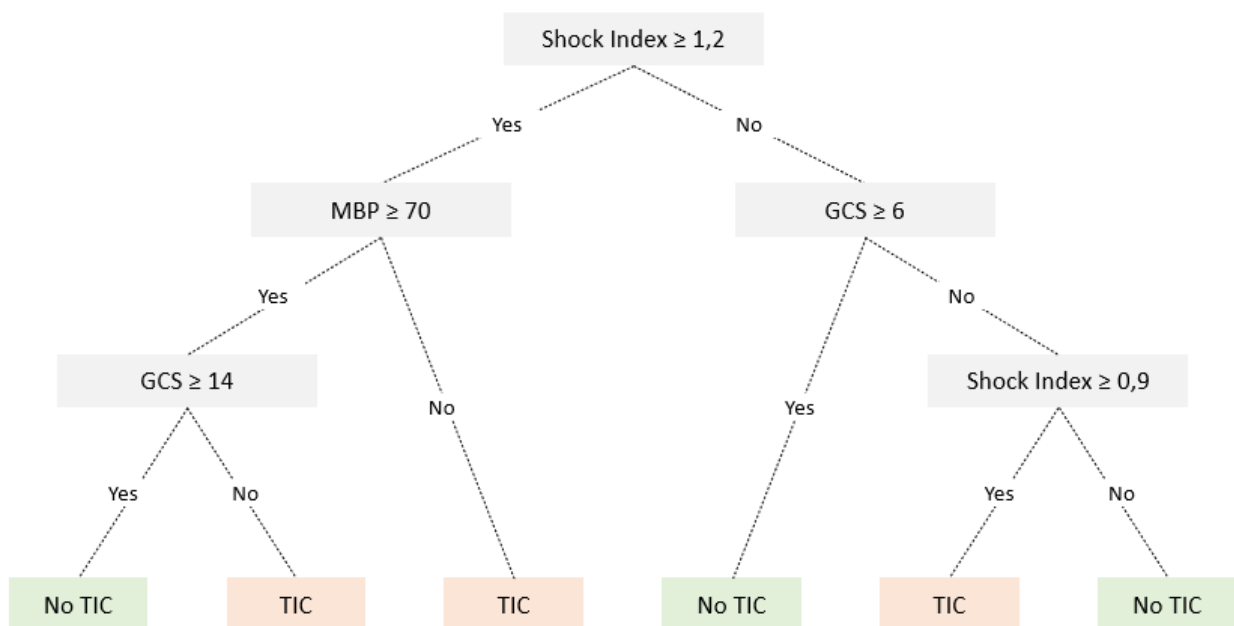 Shock Index ≥ 1,2
Yes
No
MBP ≥ 70
GCS ≥ 6
Yes
No
GCS ≥ 14
Shock Index ≥ 0,9
No
Yes
Yes
No
Yes
No
No TIC
TIC
TIC
No TIC
TIC
No TIC